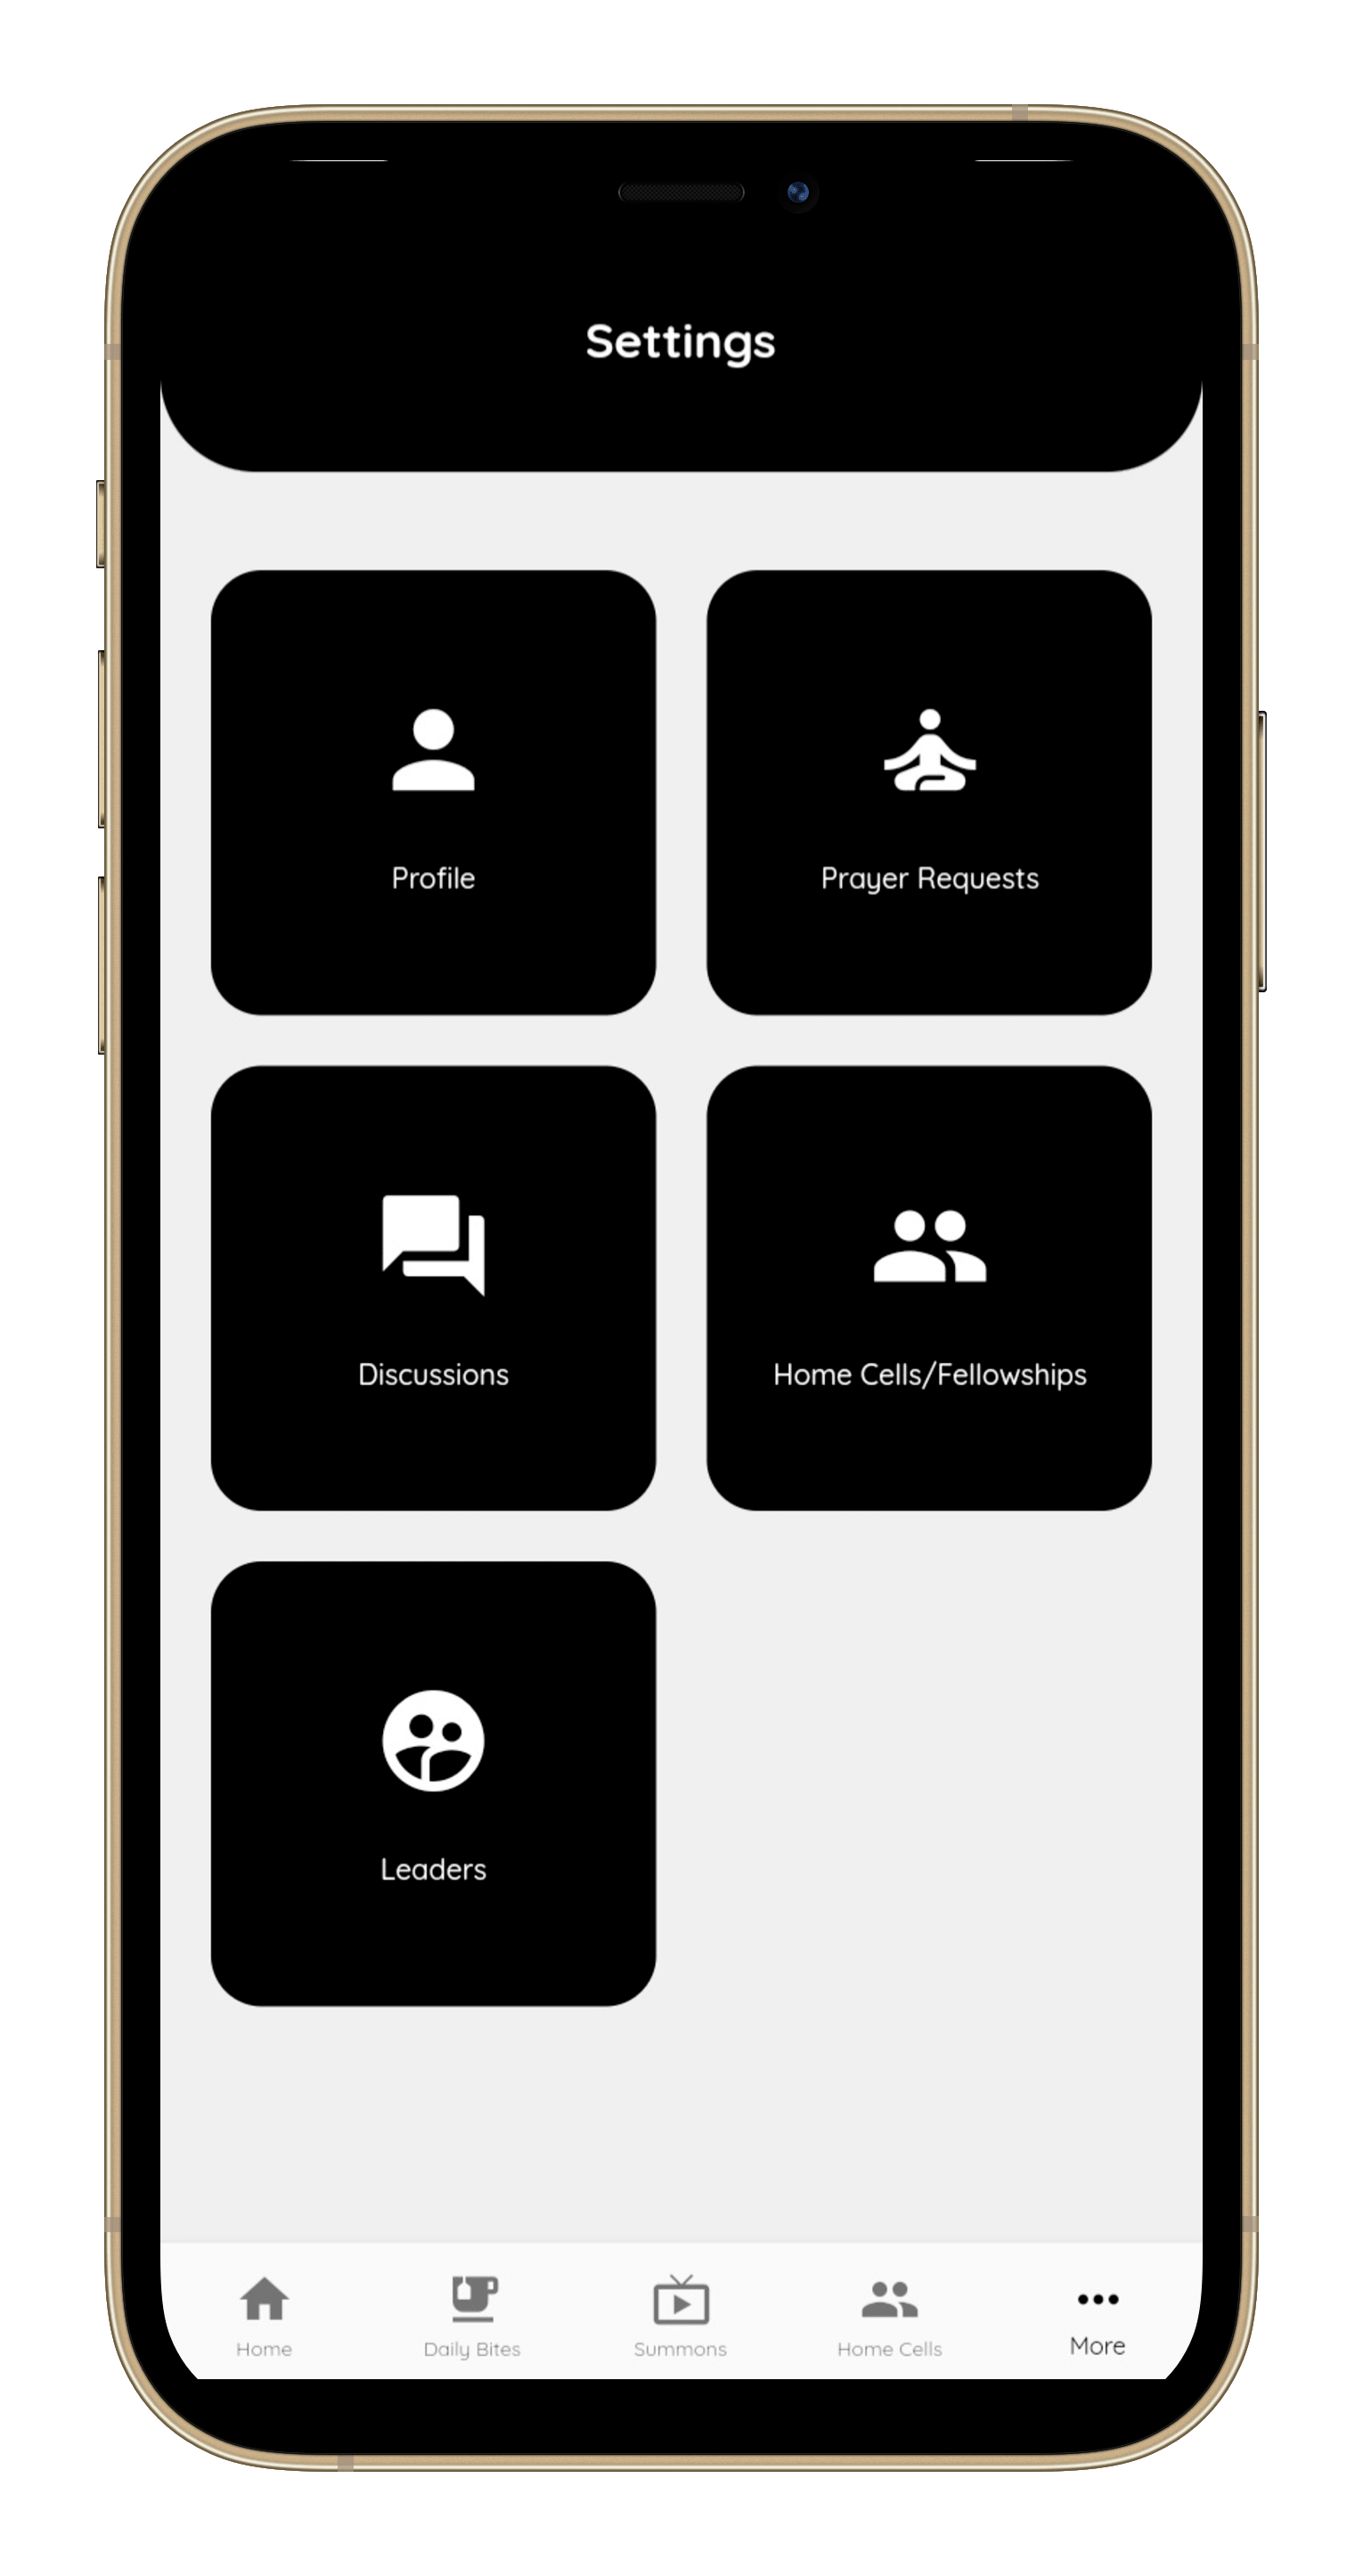 Settings
Profile
Prayer Requests
Discussions
Home Cells/Fellowships
Leaders
Home
Daily Bites
Summons
Home Cells
More